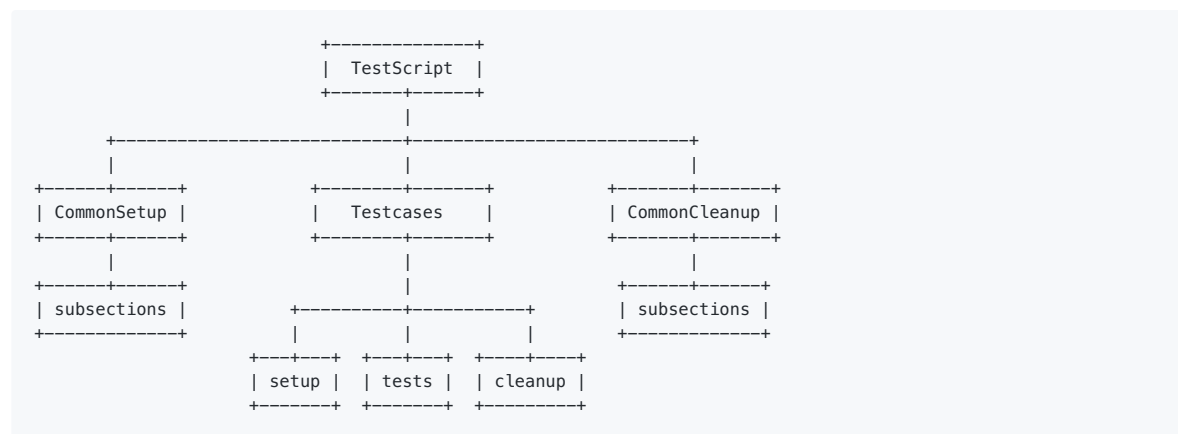 TestScript
CommonSetup Testcases CommonCleanup
subsections subsections
setup tests cleanup